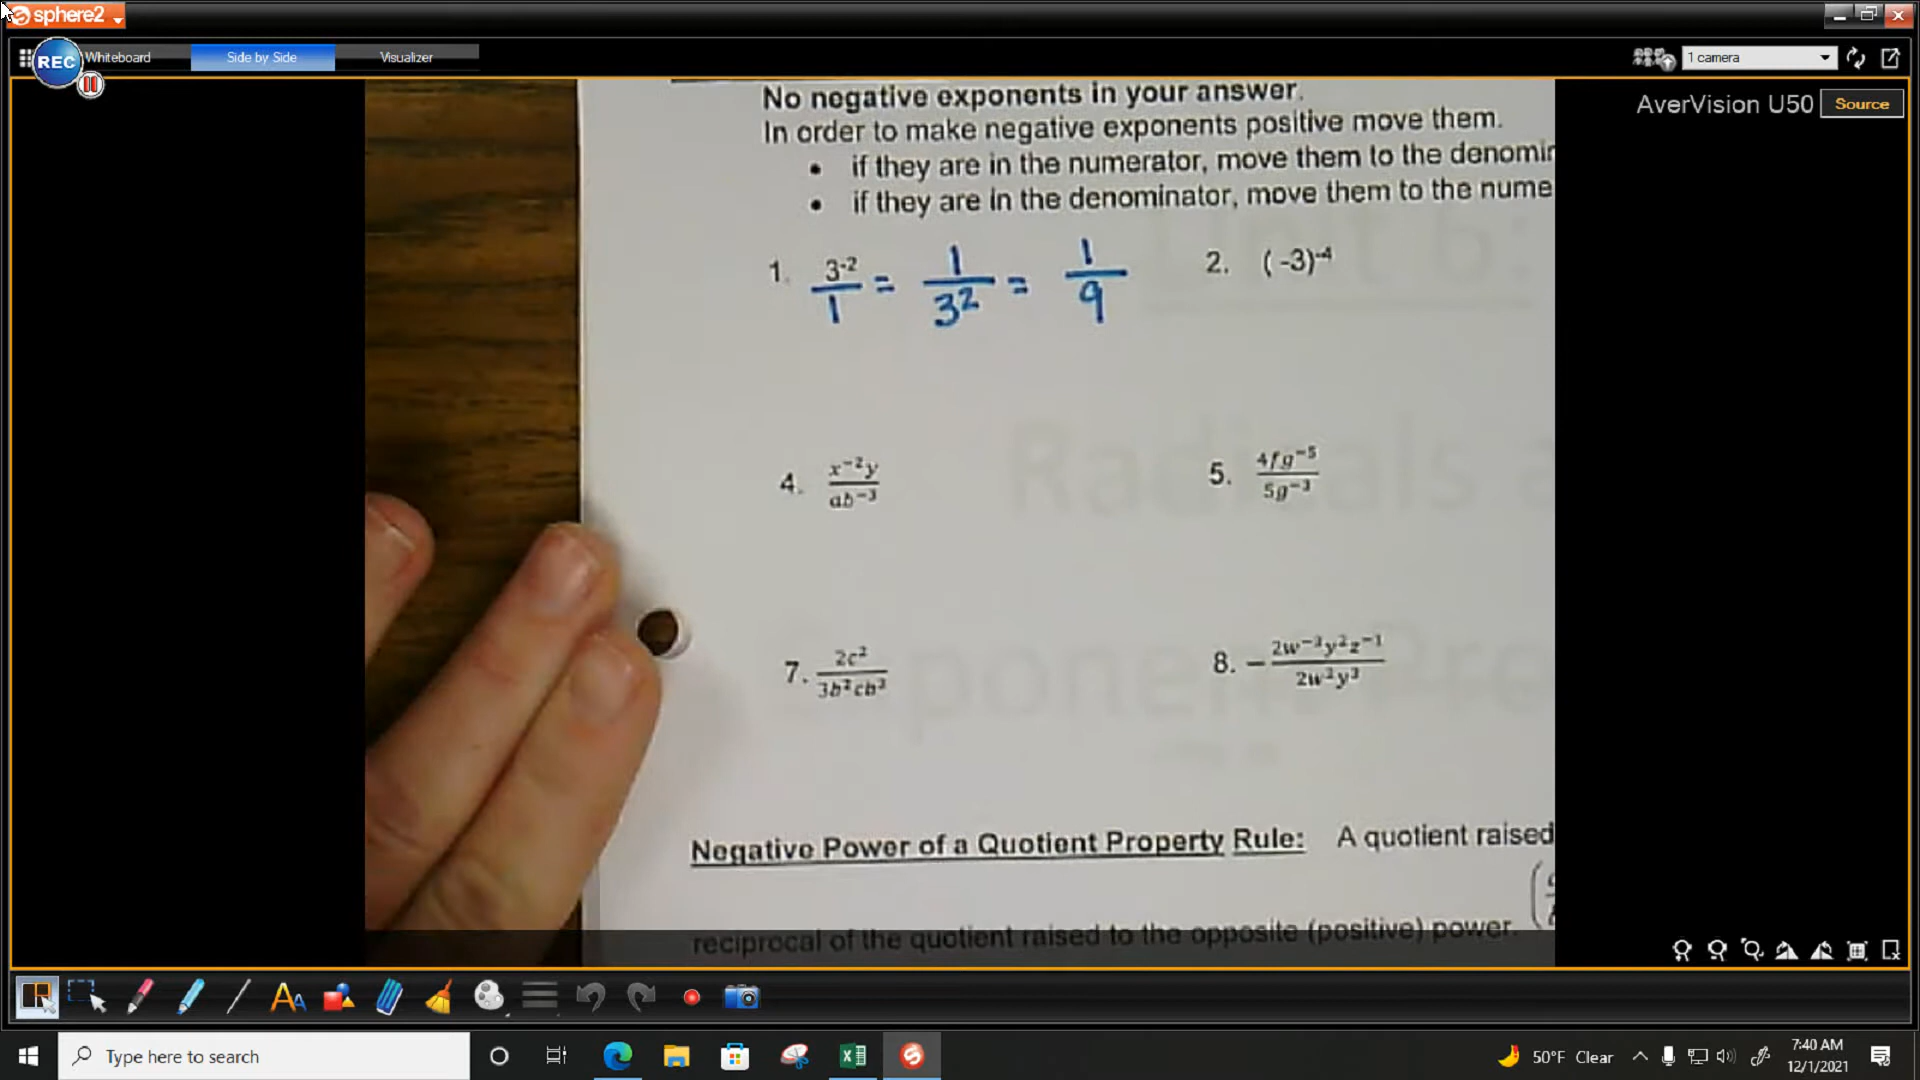 sphere2
REC
Whiteboard
Side by Side
Visualizer
1 camera
AverVision U50
Source
No negative exponents in your answer.
In order to make negative exponents positive move them.
• if they are in the numerator, move them to the denomin
• if they are in the denominator, move them to the nume
1. 3⁻²/1 = 1/3² = 1/9
2. (-3)⁻⁴
4. x⁻²y/ab⁻³
5. 4fg⁻⁵/5g⁻³
7. 2c²/3b²cb³
8. −2w⁻³y²z⁻¹/2w²y³
Negative Power of a Quotient Property Rule: A quotient raised
reciprocal of the quotient raised to the opposite (positive) power.
Type here to search
50°F Clear
7:40 AM
12/1/2021